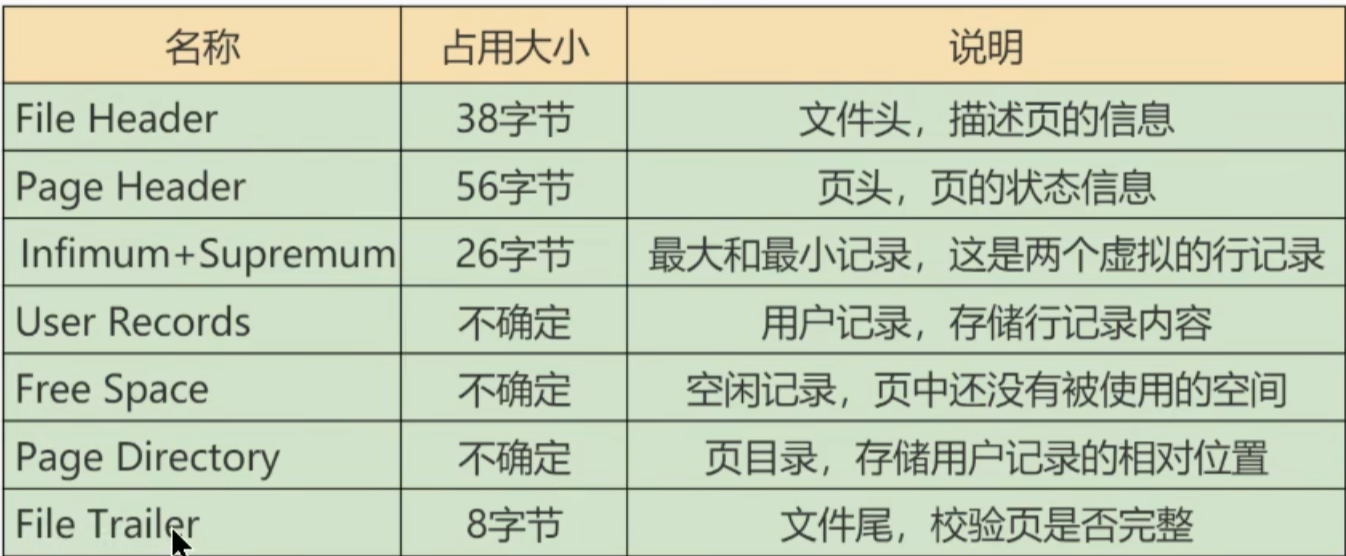 名称 占用大小 说明
File Header 38字节 文件头，描述页的信息
Page Header 56字节 页头，页的状态信息
Infimum+Supremum 26字节 最大和最小记录，这是两个虚拟的行记录
User Records 不确定 用户记录，存储行记录内容
Free Space 不确定 空闲记录，页中还没有被使用的空间
Page Directory 不确定 页目录，存储用户记录的相对位置
File Trailer 8字节 文件尾，校验页是否完整